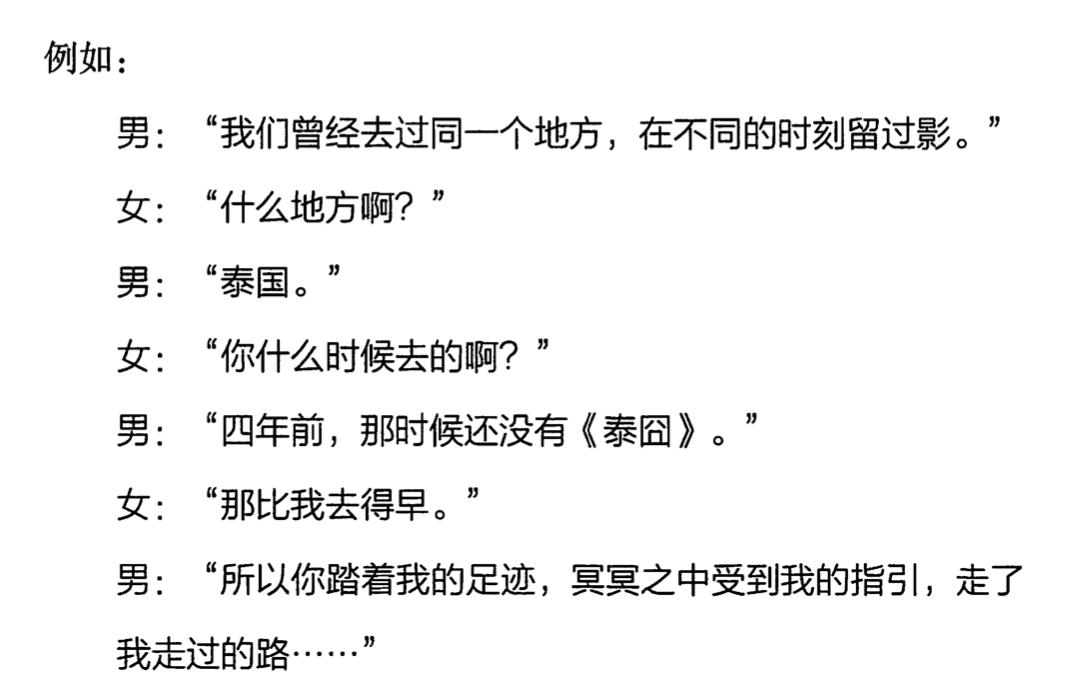 例如：
男：“我们曾经去过同一个地方，在不同的时刻留过影。”
女：“什么地方啊？”
男：“泰国。”
女：“你什么时候去的啊？”
男：“四年前，那时候还没有《泰囧》。”
女：“那比我去得早。”
男：“所以你踏着我的足迹，冥冥之中受到我的指引，走了
我走过的路……”